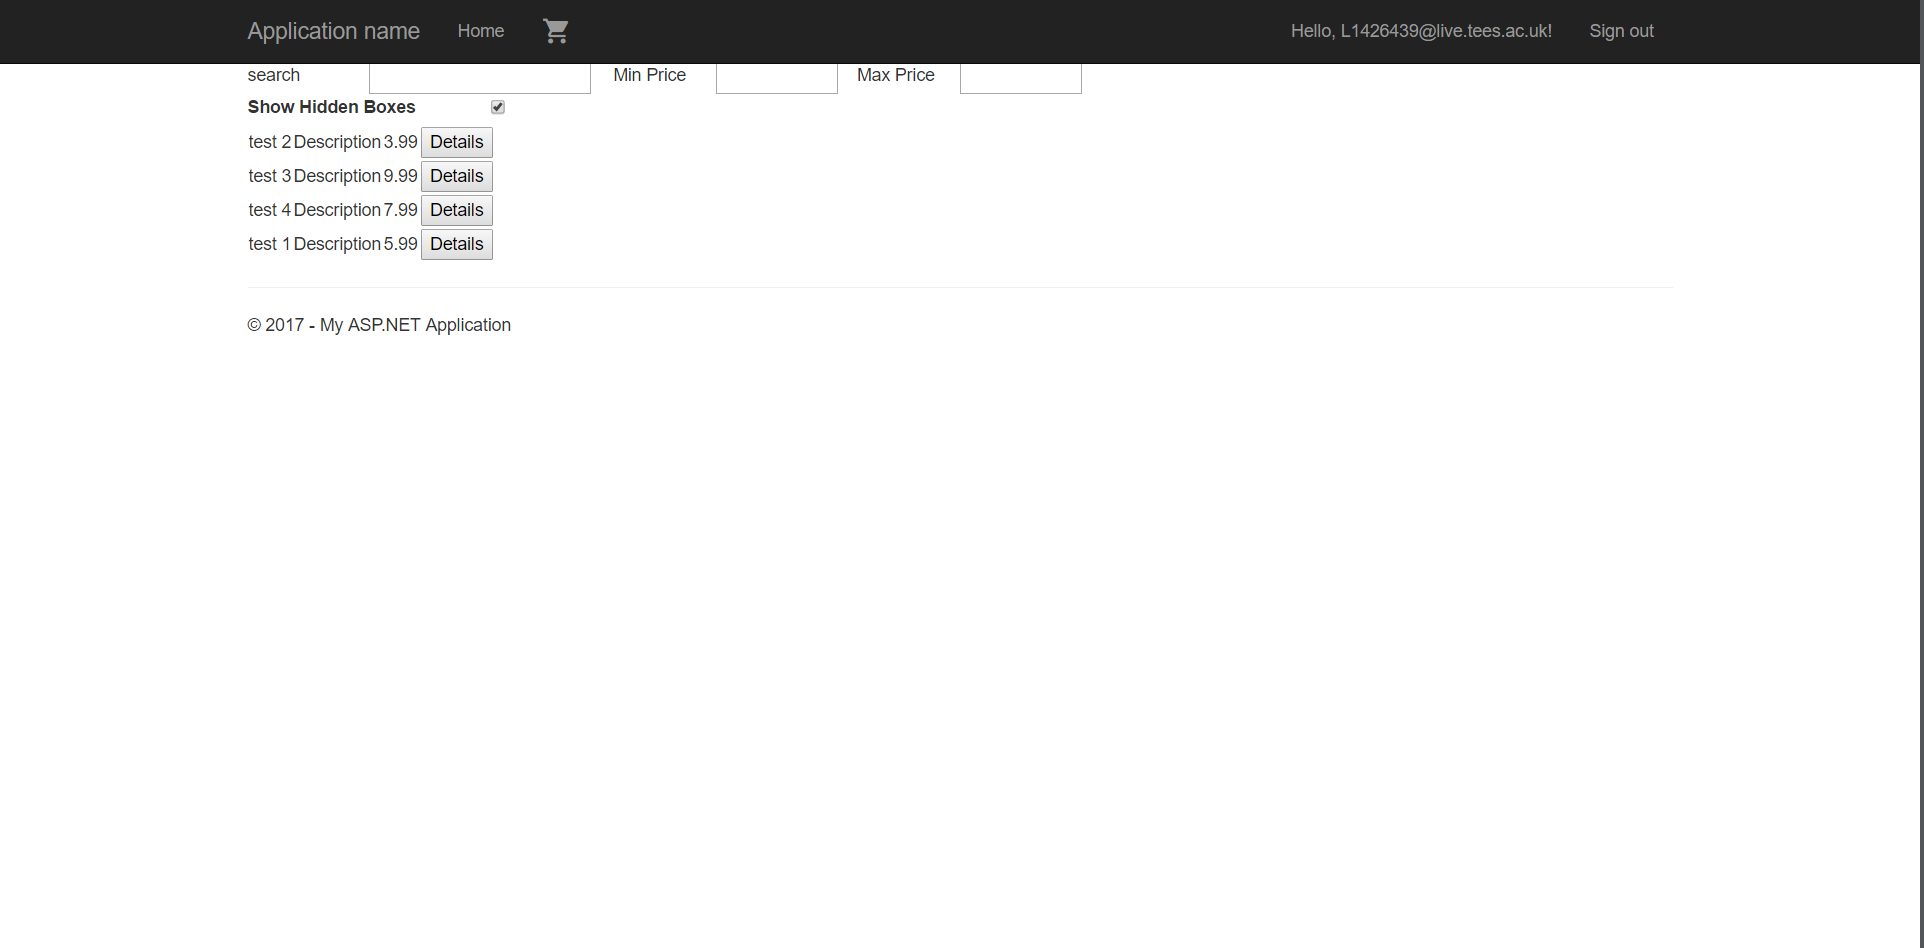 Application name Home Hello, L1426439@live.tees.ac.uk! Sign out
search Min Price Max Price
Show Hidden Boxes
test 2 Description 3.99 Details
test 3 Description 9.99 Details
test 4 Description 7.99 Details
test 1 Description 5.99 Details
© 2017 - My ASP.NET Application